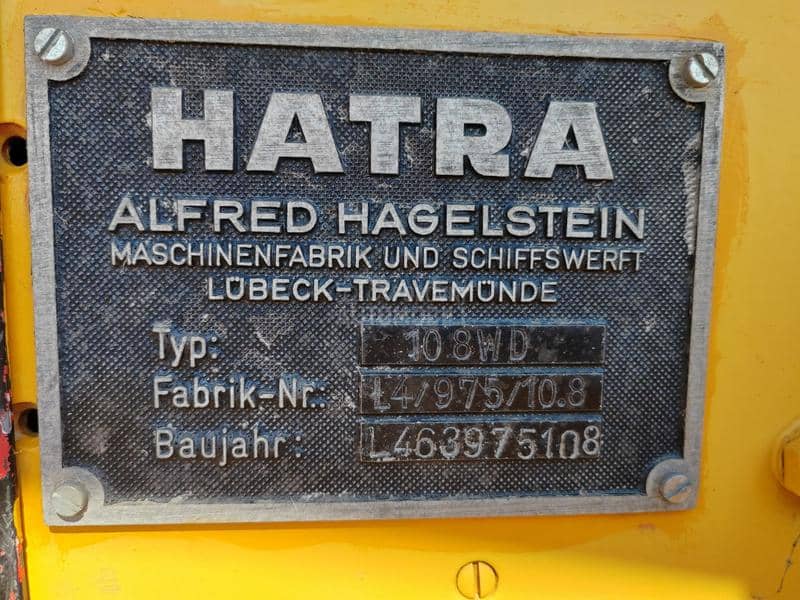 HATRA
ALFRED HAGELSTEIN
MASCHINENFABRIK UND SCHIFFSWERFT
LÜBECK-TRAVEMÜNDE
Typ: 108WD
Fabrik-Nr.: L4/975/10.8
Baujahr: L463975108